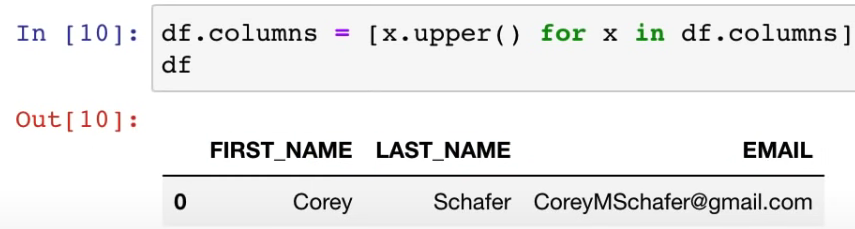 In [10]: df.columns = [x.upper() for x in df.columns]
df
Out[10]:
FIRST_NAME LAST_NAME EMAIL
0 Corey Schafer CoreyMSchafer@gmail.com